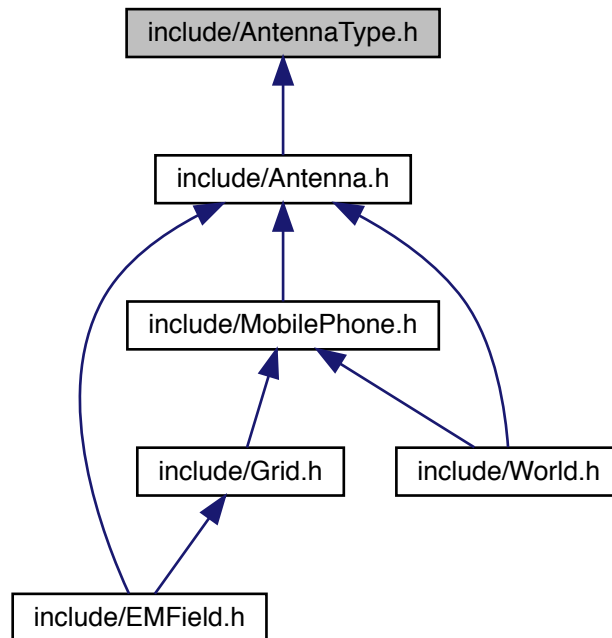 include/AntennaType.h
include/Antenna.h
include/MobilePhone.h
include/Grid.h
include/World.h
include/EMField.h